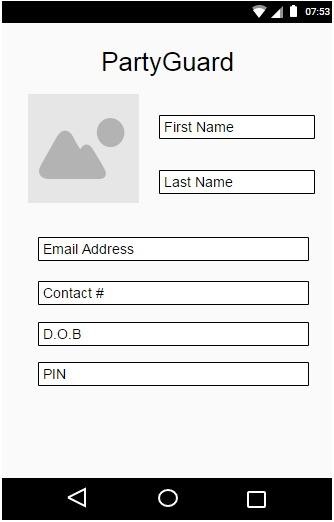 07:53
PartyGuard
First Name
Last Name
Email Address
Contact #
D.O.B
PIN